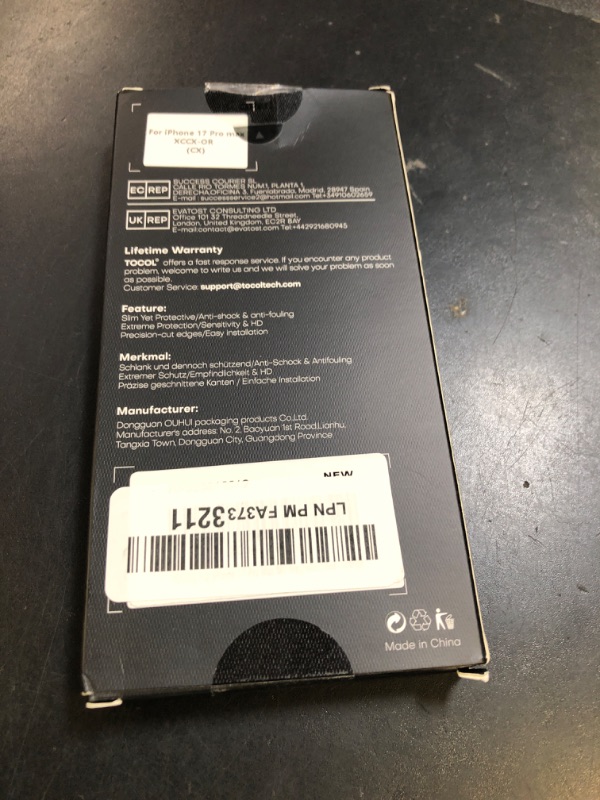 For iPhone 17 Pro max
XCCX-OR
(CX)
EC REP
SUCCESS COURIER SL
CALLE RIO TORMES NUM1, PLANTA 1,
DERECHA,OFICINA 3, Fuenlabrada, Madrid, 28947 Spain
E-mail: successservice2@hotmail.com Tel:+34910602659
UK REP
EVATOST CONSULTING LTD
Office 101 32 Threadneedle Street,
London, United Kingdom, EC2R 8AY
E-mail:contact@evatost.com Tel:+442921680945
Lifetime Warranty
TOCOL® offers a fast response service. If you encounter any product
problem, welcome to write us and we will solve your problem as soon
as possible.
Customer Service: support@tocoltech.com
Feature:
Slim Yet Protective/Anti-shock & anti-fouling
Extreme Protection/Sensitivity & HD
Precision-cut edges/Easy installation
Merkmal:
Schlank und dennoch schützend/Anti-Schock & Antifouling
Extremer Schutz/Empfindlichkeit & HD
Präzise geschnittene Kanten / Einfache Installation
Manufacturer:
Dongguan OUHUI packaging products Co.,Ltd.
Manufacturer's address: No. 2, Baoyuan 1st Road,Lianhu,
Tangxia Town, Dongguan City, Guangdong Province
NEW
LPN PM FA3733211
Made in China